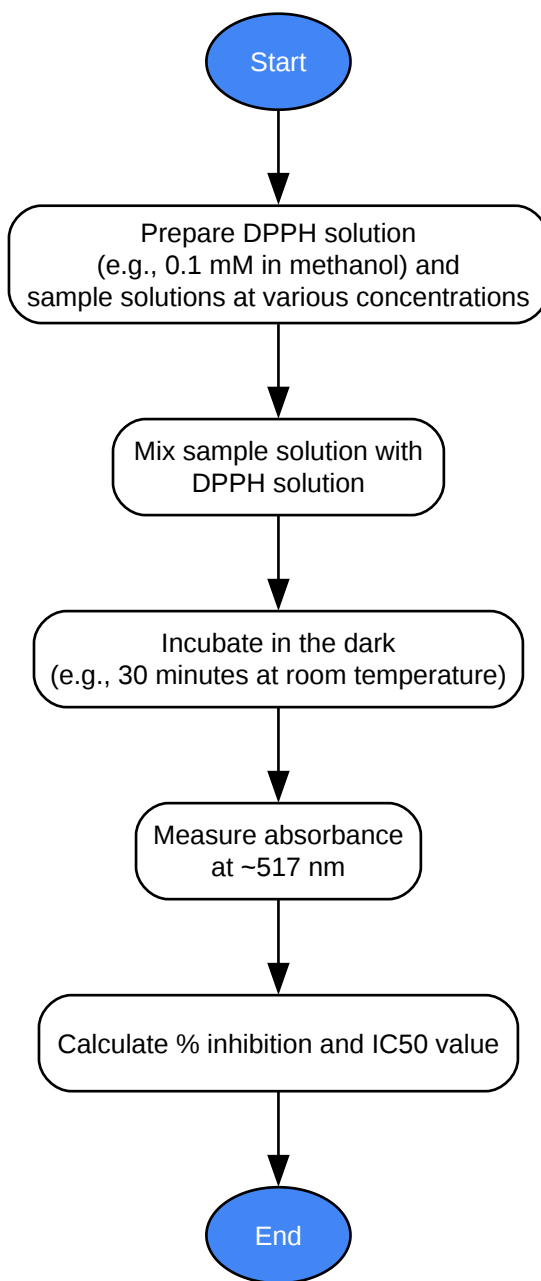 Start
Prepare DPPH solution
(e.g., 0.1 mM in methanol) and
sample solutions at various concentrations
Mix sample solution with
DPPH solution
Incubate in the dark
(e.g., 30 minutes at room temperature)
Measure absorbance
at ~517 nm
Calculate % inhibition and IC50 value
End